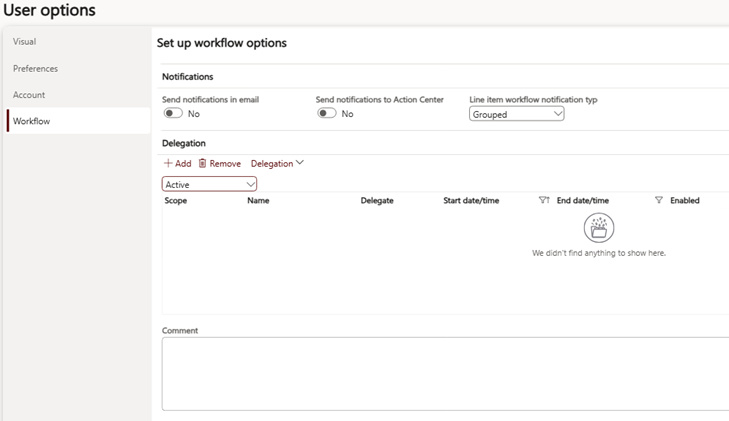 User options
Visual
Preferences
Account
Workflow
Set up workflow options
Notifications
Send notifications in email
No
Send notifications to Action Center
No
Line item workflow notification typ
Grouped
Delegation
Add Remove Delegation
Active
Scope Name Delegate Start date/time End date/time Enabled
We didn't find anything to show here.
Comment